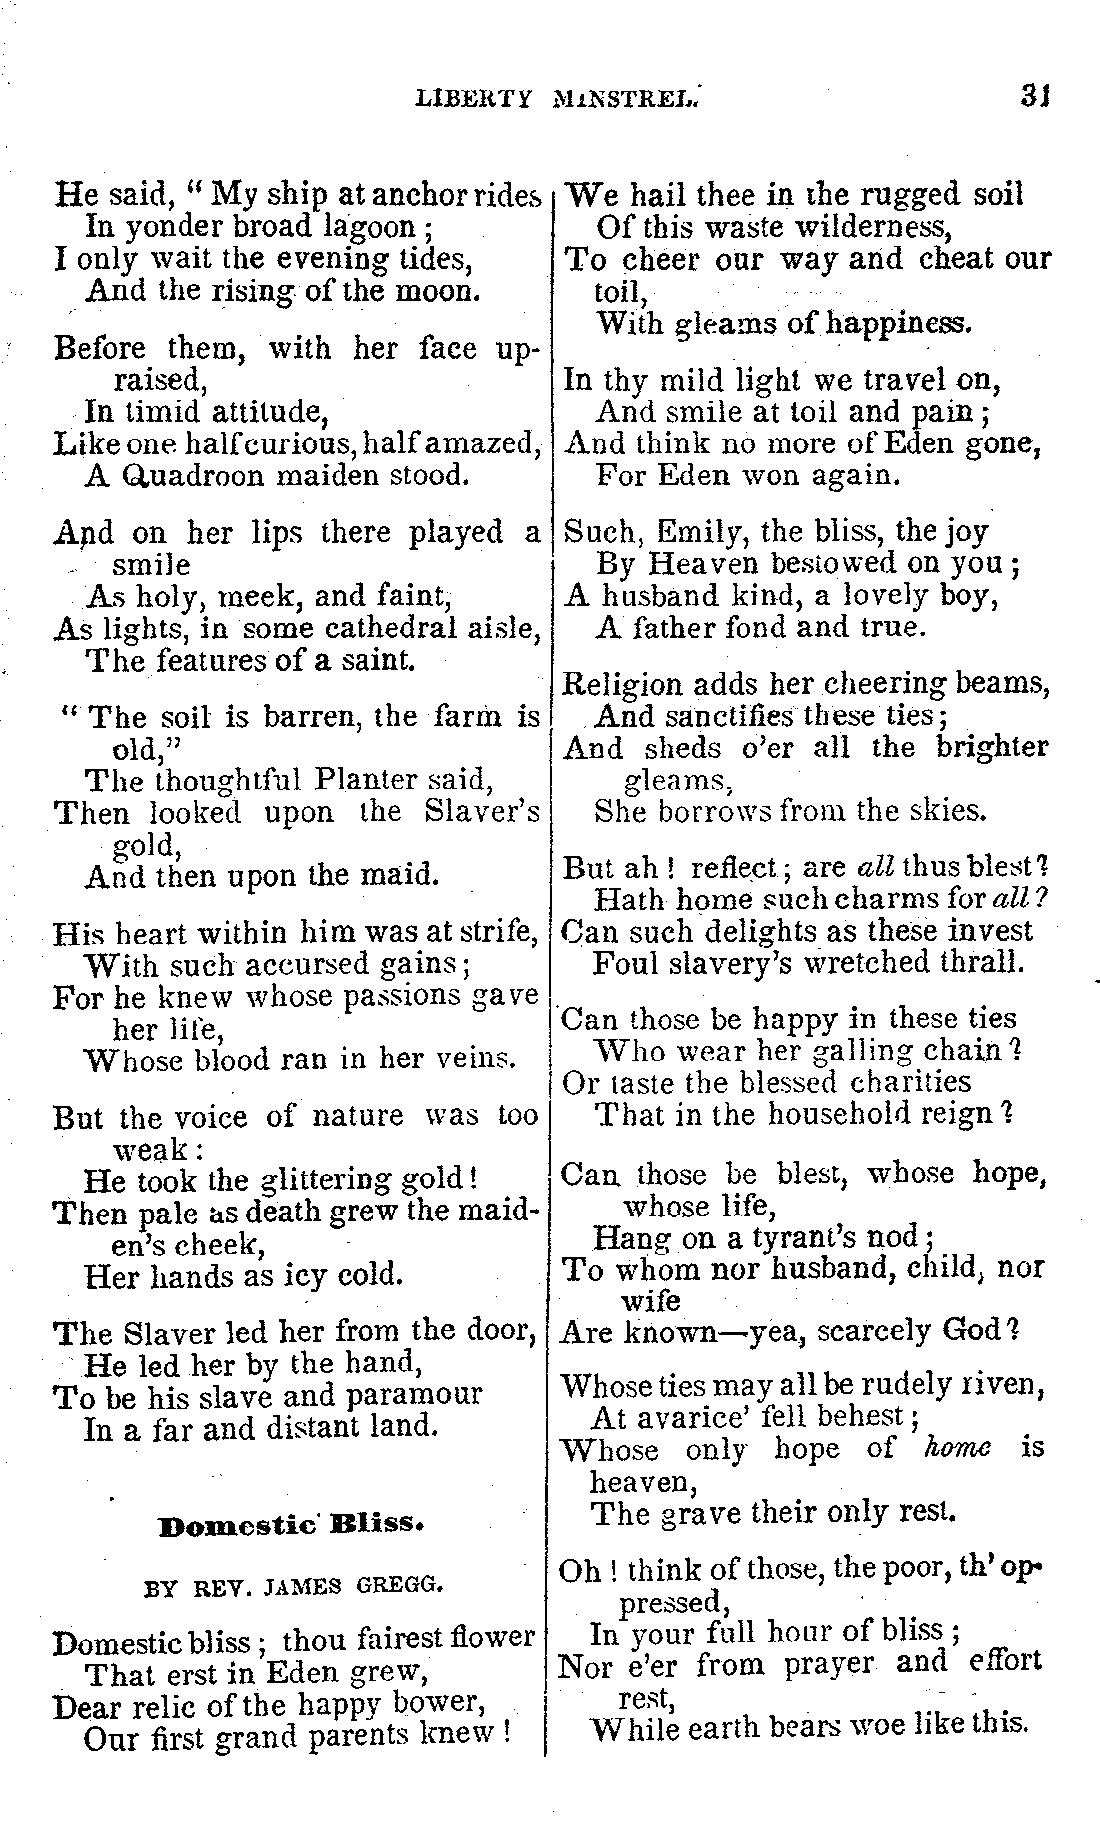 LIBERTY MINSTREL. 31
He said, "My ship at anchor rides
In yonder broad lagoon;
I only wait the evening tides,
And the rising of the moon.
Before them, with her face up-
raised,
In timid attitude,
Like one half curious, half amazed,
A Quadroon maiden stood.
And on her lips there played a
smile
As holy, meek, and faint,
As lights, in some cathedral aisle,
The features of a saint.
"The soil is barren, the farm is
old,"
The thoughtful Planter said,
Then looked upon the Slaver's
gold,
And then upon the maid.
His heart within him was at strife,
With such accursed gains;
For he knew whose passions gave
her life,
Whose blood ran in her veins.
But the voice of nature was too
weak:
He took the glittering gold!
Then pale as death grew the maid-
en's cheek,
Her hands as icy cold.
The Slaver led her from the door,
He led her by the hand,
To be his slave and paramour
In a far and distant land.
Domestic Bliss.
BY REV. JAMES GREGG.
Domestic bliss; thou fairest flower
That erst in Eden grew,
Dear relic of the happy bower,
Our first grand parents knew!
We hail thee in the rugged soil
Of this waste wilderness,
To cheer our way and cheat our
toil,
With gleams of happiness.
In thy mild light we travel on,
And smile at toil and pain;
And think no more of Eden gone,
For Eden won again.
Such, Emily, the bliss, the joy
By Heaven bestowed on you;
A husband kind, a lovely boy,
A father fond and true.
Religion adds her cheering beams,
And sanctifies these ties;
And sheds o'er all the brighter
gleams,
She borrows from the skies.
But ah! reflect; are all thus blest?
Hath home such charms for all?
Can such delights as these invest
Foul slavery's wretched thrall.
Can those be happy in these ties
Who wear her galling chain?
Or taste the blessed charities
That in the household reign?
Can those be blest, whose hope,
whose life,
Hang on a tyrant's nod;
To whom nor husband, child, nor
wife
Are known—yea, scarcely God?
Whose ties may all be rudely riven,
At avarice' fell behest;
Whose only hope of home is
heaven,
The grave their only rest.
Oh! think of those, the poor, th' op-
pressed,
In your full hour of bliss;
Nor e'er from prayer and effort
rest,
While earth bears woe like this.